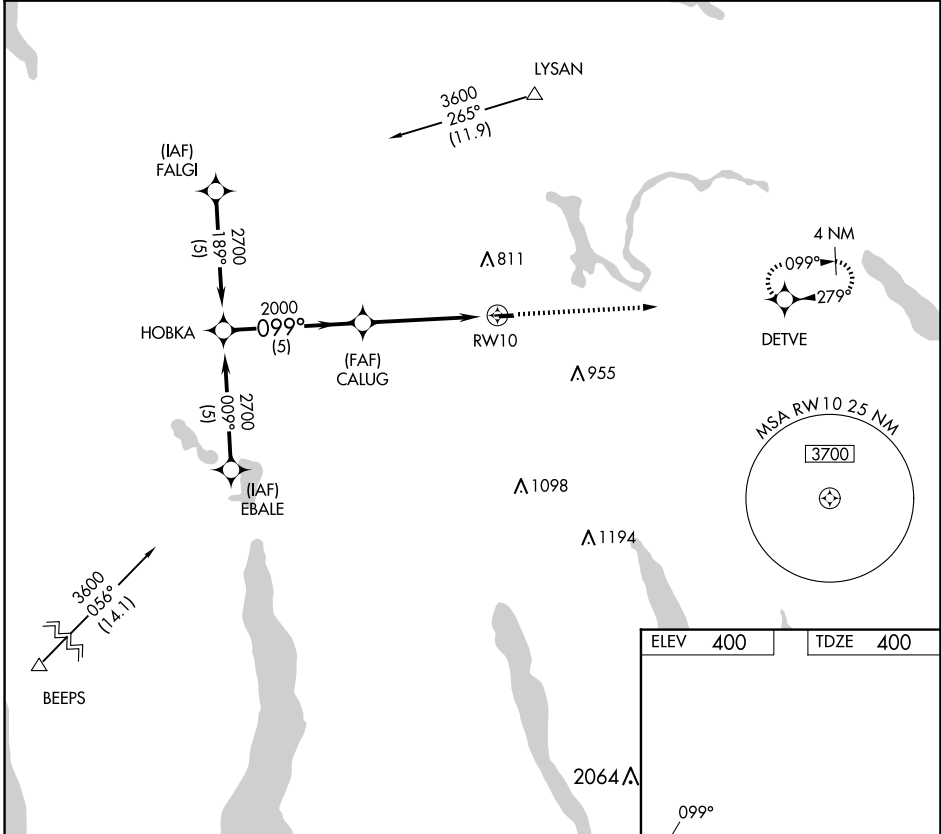 LYSAN
3600
265°
(11.9)
(IAF)
FALGI
2700
189°
(5)
811
4 NM
099°
279°
DETVE
HOBKA
2000
099°
(5)
(FAF)
CALUG
RW10
955
2700
009°
(5)
(IAF)
EBALE
MSA RW10 25 NM
3700
1098
1194
3600
056°
(14.1)
BEEPS
ELEV 400
TDZE 400
2064
099°